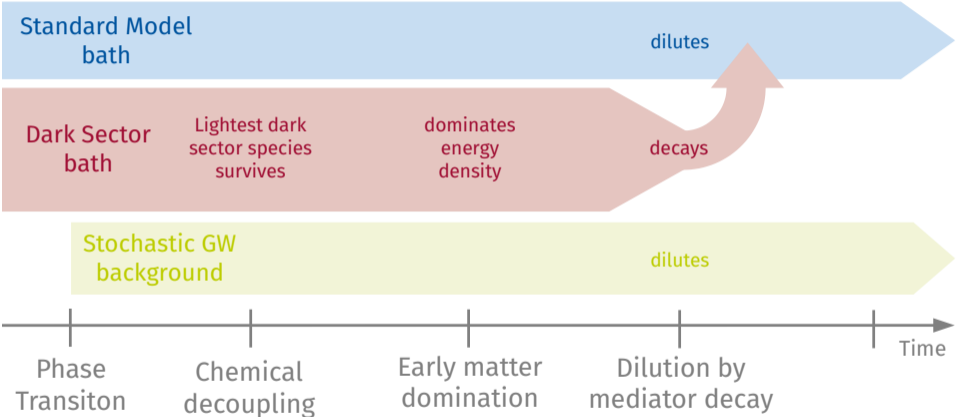 Standard Model
bath
dilutes
Dark Sector
bath
Lightest dark
sector species
survives
dominates
energy
density
decays
Stochastic GW
background
dilutes
Time
Phase
Transiton
Chemical
decoupling
Early matter
domination
Dilution by
mediator decay